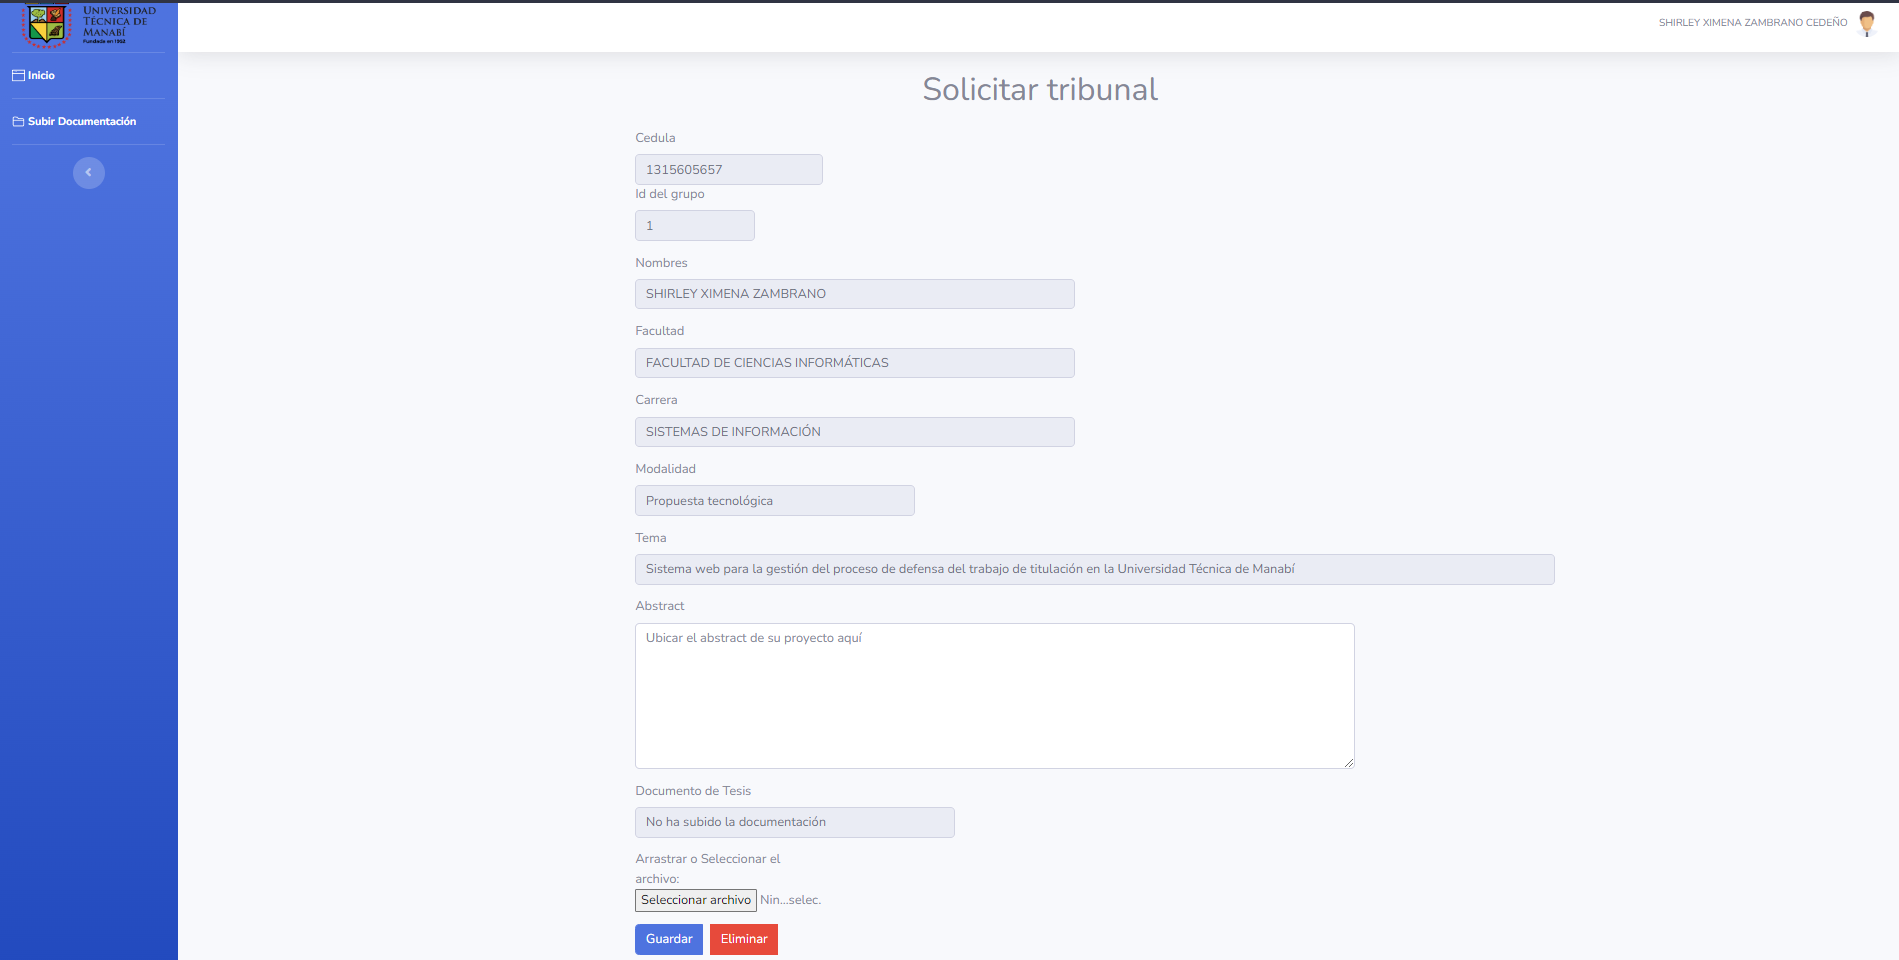 UNIVERSIDAD
TÉCNICA DE
MANABÍ
Fundada en 1952
SHIRLEY XIMENA ZAMBRANO CEDEÑO
Inicio
Subir Documentación
Solicitar tribunal
Cedula
1315605657
Id del grupo
1
Nombres
SHIRLEY XIMENA ZAMBRANO
Facultad
FACULTAD DE CIENCIAS INFORMÁTICAS
Carrera
SISTEMAS DE INFORMACIÓN
Modalidad
Propuesta tecnológica
Tema
Sistema web para la gestión del proceso de defensa del trabajo de titulación en la Universidad Técnica de Manabí
Abstract
Ubicar el abstract de su proyecto aquí
Documento de Tesis
No ha subido la documentación
Arrastrar o Seleccionar el
archivo:
Seleccionar archivo Nin...selec.
Guardar Eliminar